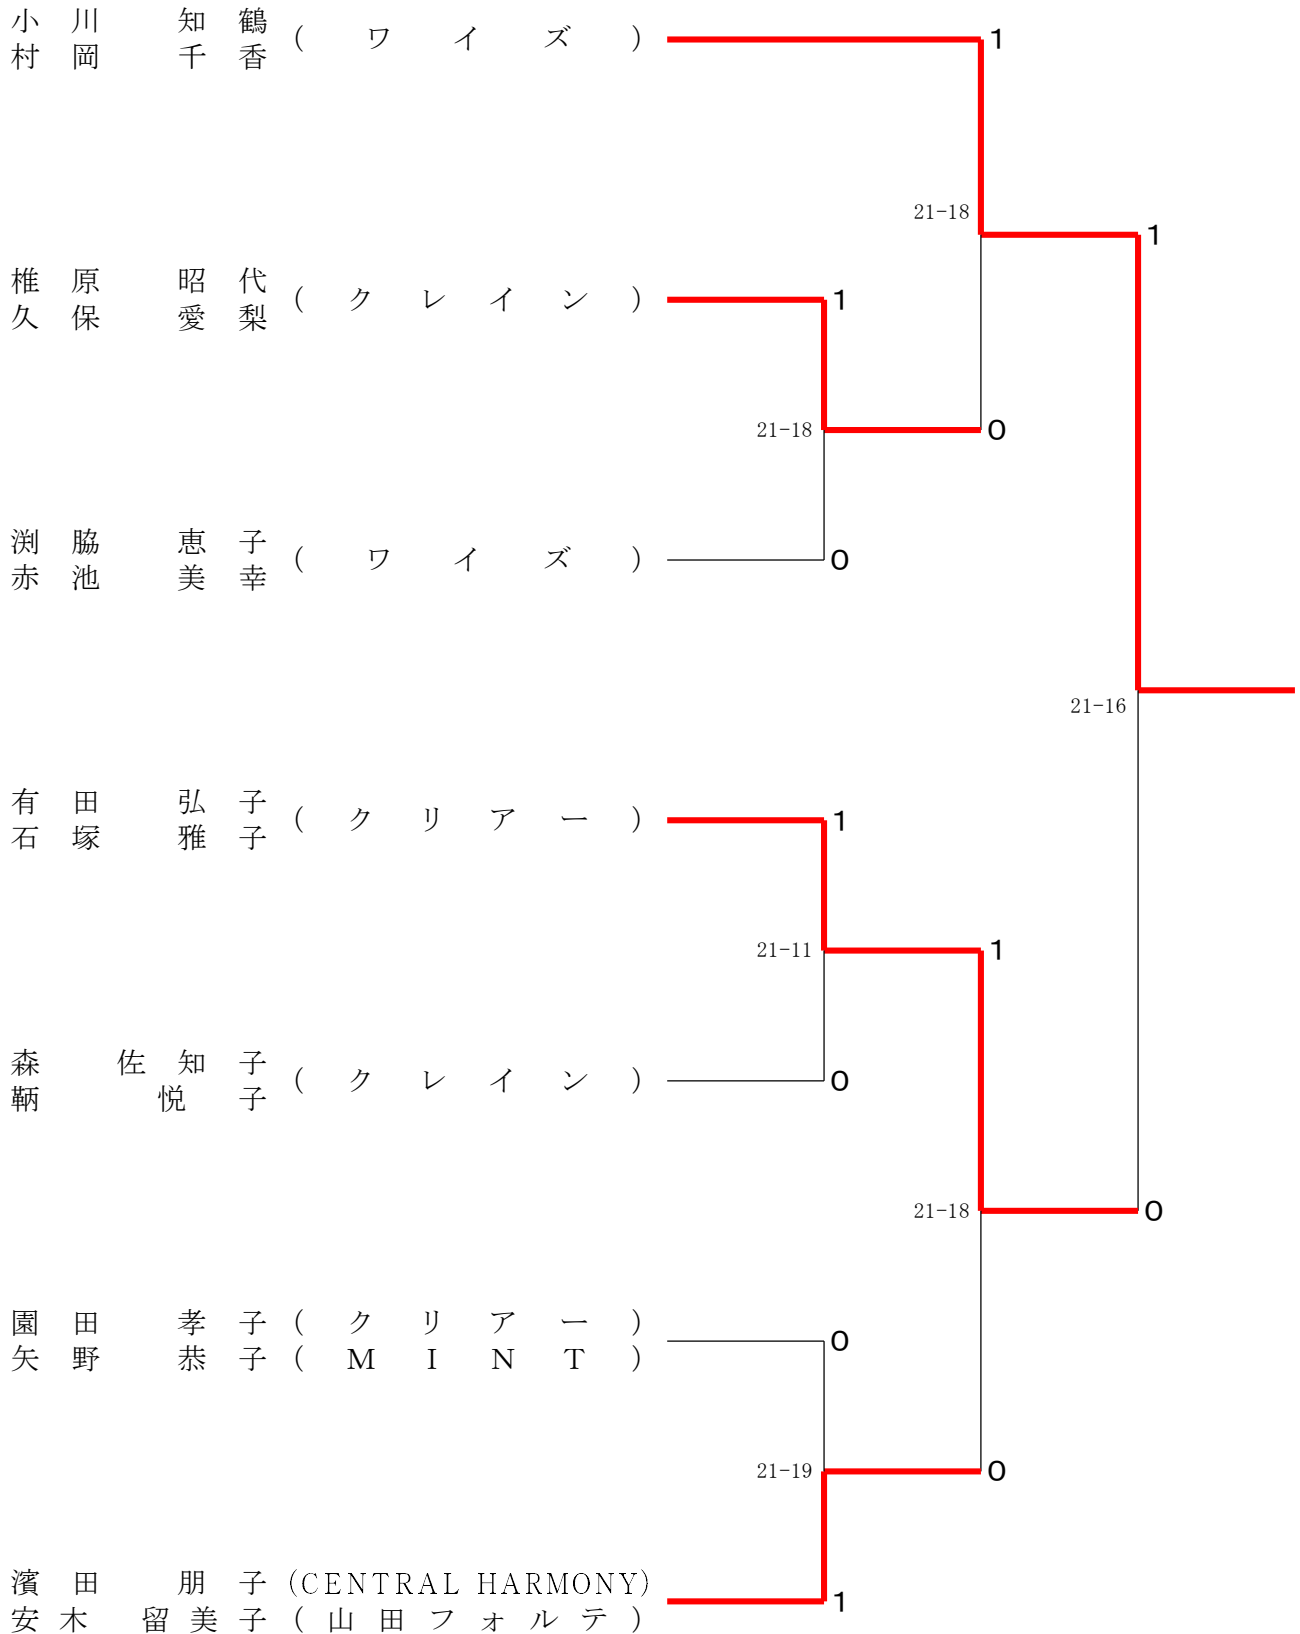 小川 知鶴
村岡 千香 (ワイズ)
1
21-18
1
椎原 昭代
久保 愛梨 (クレイン)
1
21-18
0
渕脇 恵子
赤池 美幸 (ワイズ)
0
21-16
有田 弘子
石塚 雅子 (クリアー)
1
21-11
1
森 佐知子
鞆 悦子 (クレイン)
0
21-18
0
園田 孝子 (クリアー)
矢野 恭子 (MINT)
0
21-19
0
濱田 朋子 (CENTRAL HARMONY)
安木 留美子 (山田フォルテ)
1